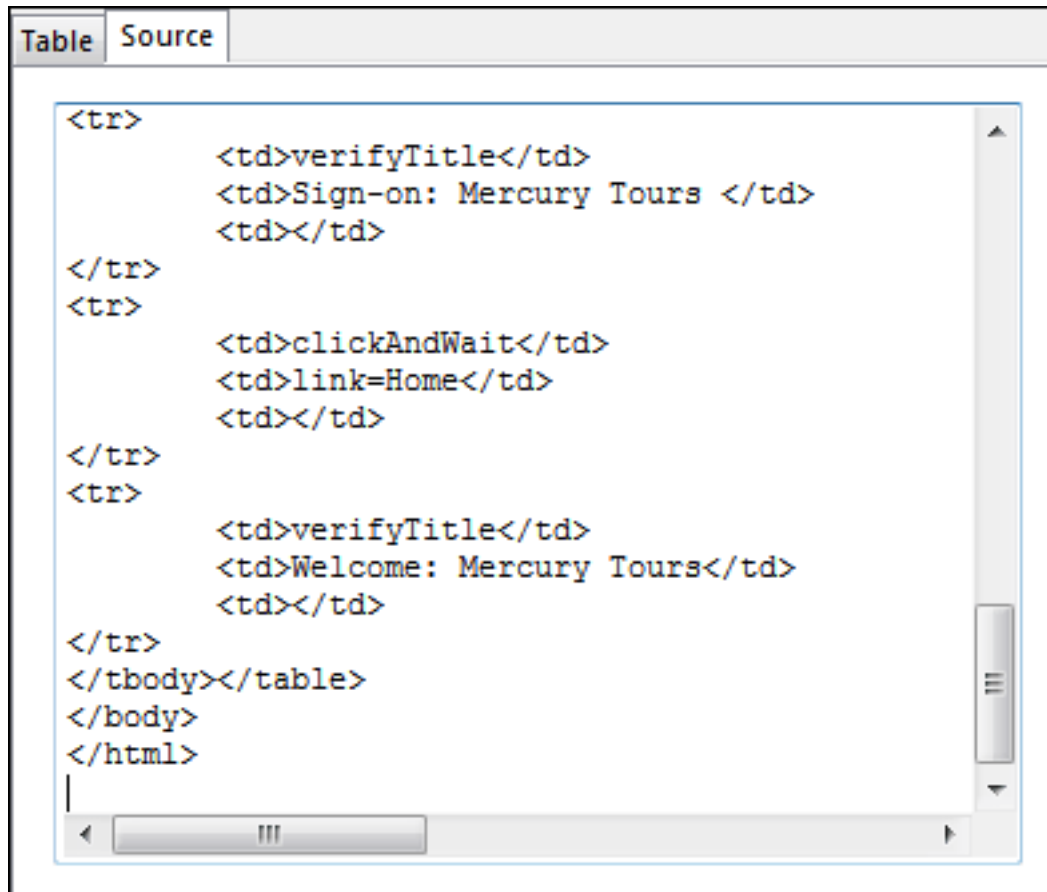 Table Source
<tr>
<td>verifyTitle</td>
<td>Sign-on: Mercury Tours </td>
<td></td>
</tr>
<tr>
<td>clickAndWait</td>
<td>link=Home</td>
<td></td>
</tr>
<tr>
<td>verifyTitle</td>
<td>Welcome: Mercury Tours</td>
<td></td>
</tr>
</tbody></table>
</body>
</html>